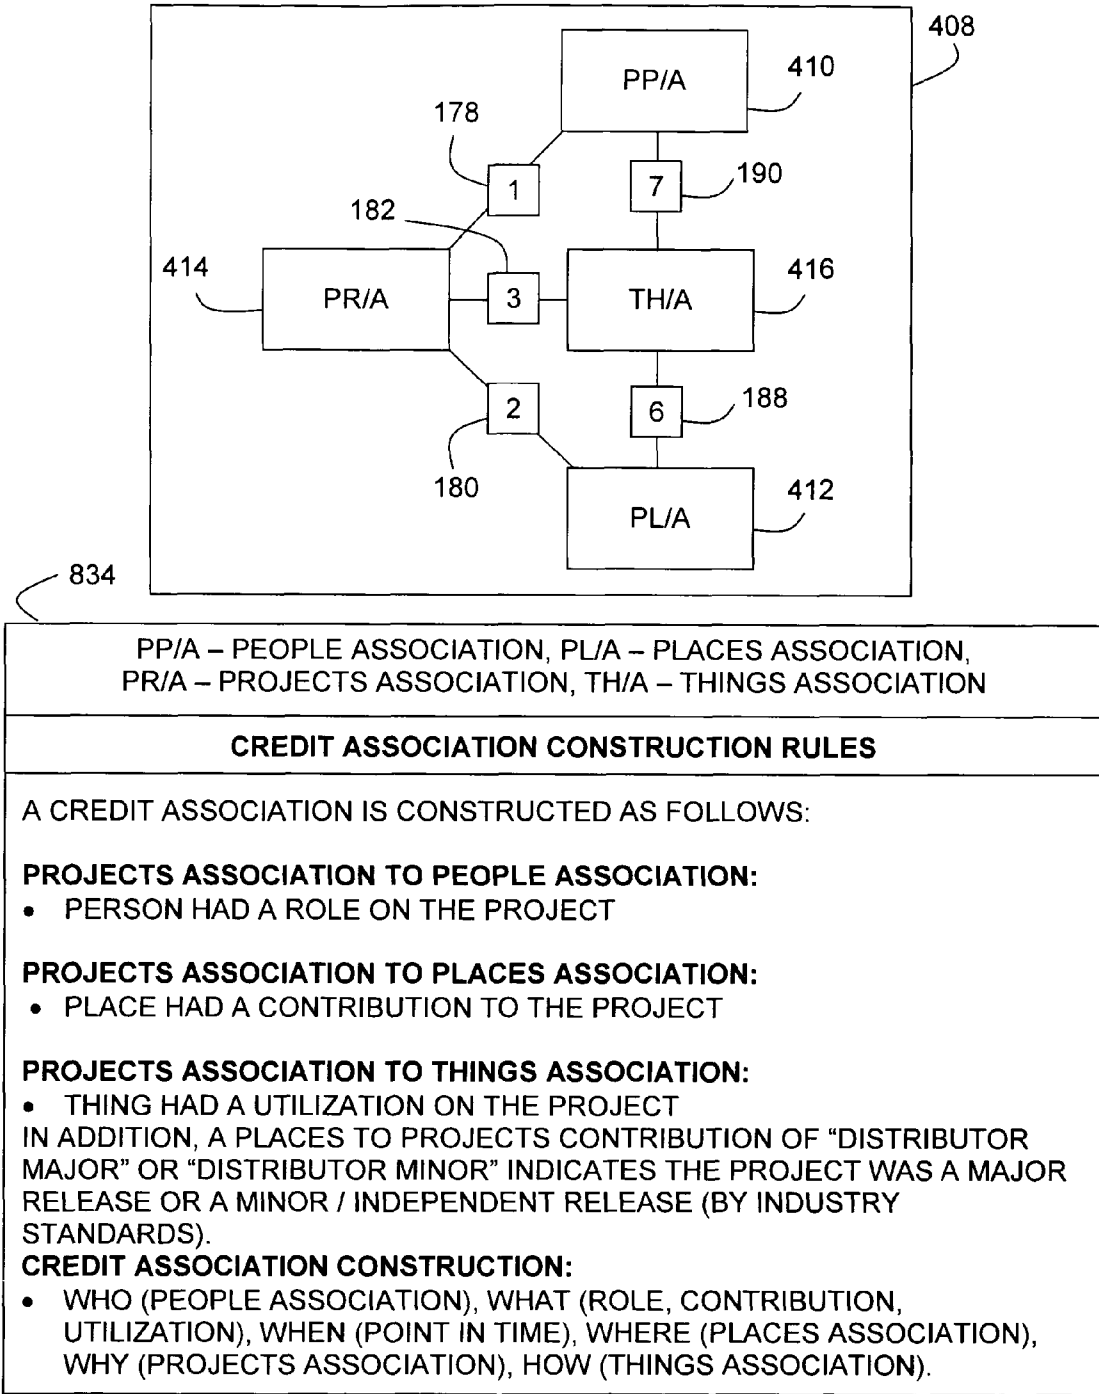 408
PP/A
410
178
1
7
190
182
414
PR/A
3
TH/A
416
2
6
188
180
PL/A
412
834
PP/A – PEOPLE ASSOCIATION, PL/A – PLACES ASSOCIATION,
PR/A – PROJECTS ASSOCIATION, TH/A – THINGS ASSOCIATION
CREDIT ASSOCIATION CONSTRUCTION RULES
A CREDIT ASSOCIATION IS CONSTRUCTED AS FOLLOWS:
PROJECTS ASSOCIATION TO PEOPLE ASSOCIATION:
• PERSON HAD A ROLE ON THE PROJECT
PROJECTS ASSOCIATION TO PLACES ASSOCIATION:
• PLACE HAD A CONTRIBUTION TO THE PROJECT
PROJECTS ASSOCIATION TO THINGS ASSOCIATION:
• THING HAD A UTILIZATION ON THE PROJECT
IN ADDITION, A PLACES TO PROJECTS CONTRIBUTION OF “DISTRIBUTOR
MAJOR” OR “DISTRIBUTOR MINOR” INDICATES THE PROJECT WAS A MAJOR
RELEASE OR A MINOR / INDEPENDENT RELEASE (BY INDUSTRY
STANDARDS).
CREDIT ASSOCIATION CONSTRUCTION:
• WHO (PEOPLE ASSOCIATION), WHAT (ROLE, CONTRIBUTION,
UTILIZATION), WHEN (POINT IN TIME), WHERE (PLACES ASSOCIATION),
WHY (PROJECTS ASSOCIATION), HOW (THINGS ASSOCIATION).